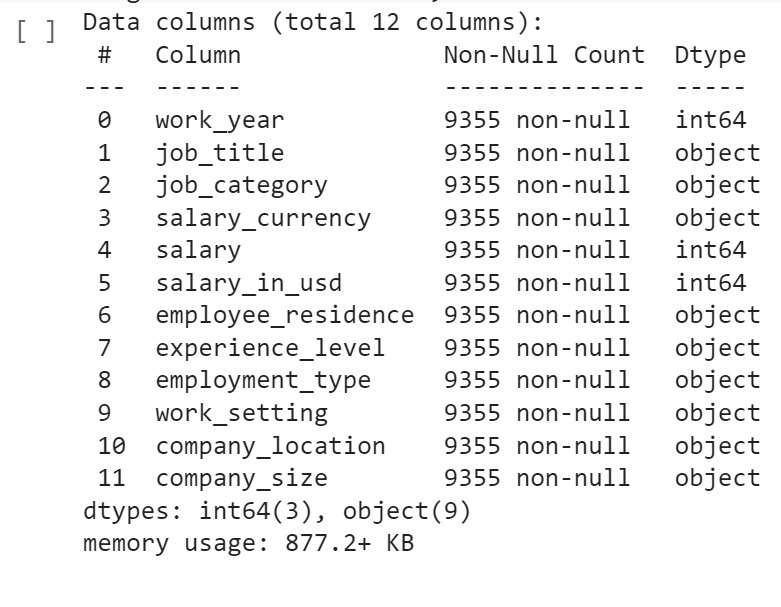 [ ]
Data columns (total 12 columns):
 #   Column              Non-Null Count  Dtype
---  ------              --------------  -----
 0   work_year           9355 non-null   int64
 1   job_title           9355 non-null   object
 2   job_category        9355 non-null   object
 3   salary_currency     9355 non-null   object
 4   salary              9355 non-null   int64
 5   salary_in_usd       9355 non-null   int64
 6   employee_residence  9355 non-null   object
 7   experience_level    9355 non-null   object
 8   employment_type     9355 non-null   object
 9   work_setting        9355 non-null   object
 10  company_location    9355 non-null   object
 11  company_size        9355 non-null   object
dtypes: int64(3), object(9)
memory usage: 877.2+ KB